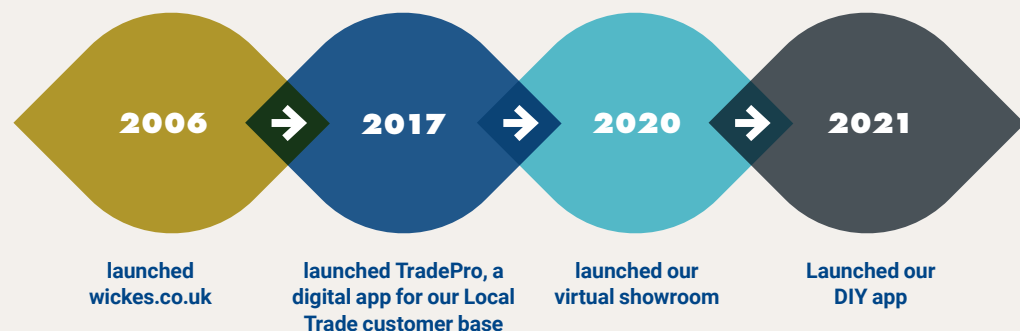 2006
2017
2020
2021
launched
wickes.co.uk
launched TradePro, a
digital app for our Local
Trade customer base
launched our
virtual showroom
Launched our
DIY app